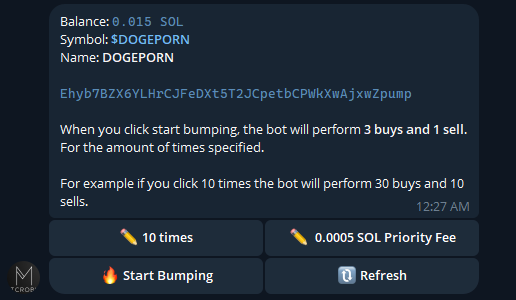 Balance: 0.015 SOL
Symbol: $DOGEPORN
Name: DOGEPORN
Ehyb7BZX6YLHrCJFeDXt5T2JCpetbCPWkXwAjxwZpump
When you click start bumping, the bot will perform 3 buys and 1 sell.
For the amount of times specified.
For example if you click 10 times the bot will perform 30 buys and 10
sells.
12:27 AM
10 times
0.0005 SOL Priority Fee
Start Bumping
Refresh